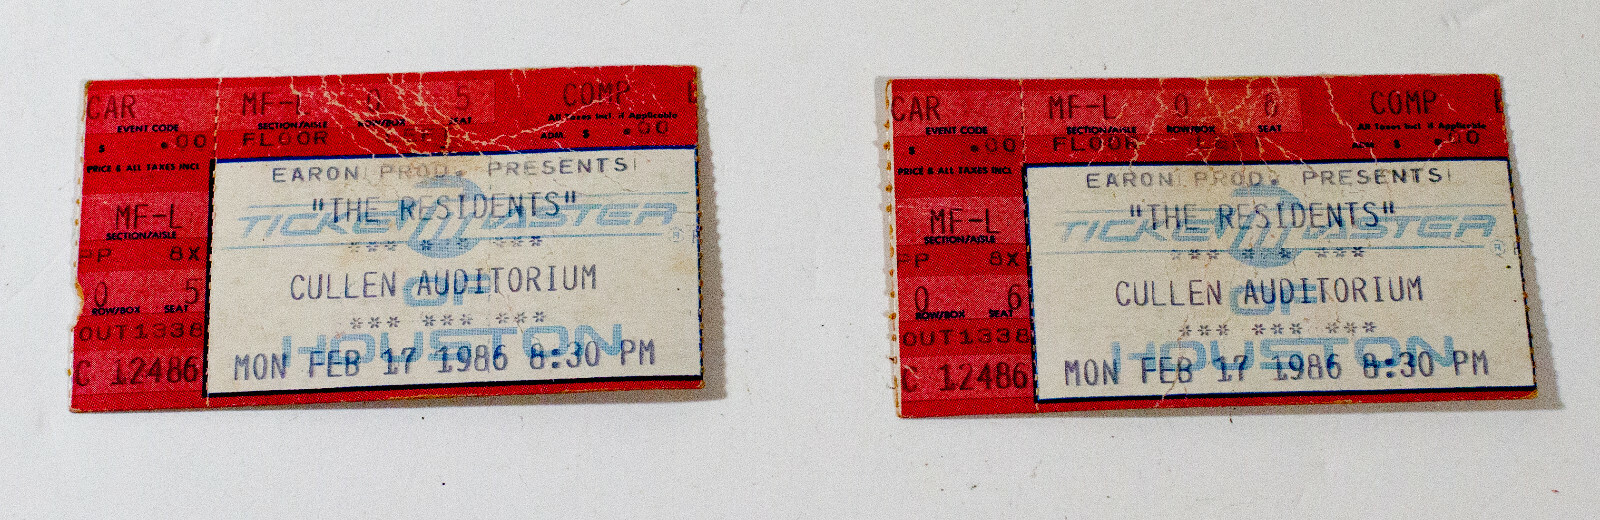 CAR MF-L 0 5 COMP
EVENT CODE SECTION/AISLE ROW/BOX SEAT All Taxes Incl. if Applicable
$ .00 FLOOR ADM. $ .00
PRICE & ALL TAXES INCL
EARON PROD. PRESENTS
"THE RESIDENTS"
TICKETMASTER
MF-L
SECTION/AISLE
*** *** ***
PP 8X
CULLEN AUDITORIUM
OF
0 5
ROW/BOX SEAT
*** *** ***
OUT1338
HOUSTON
C 12486
MON FEB 17 1986 8:30 PM
CAR MF-L 0 6 COMP
EVENT CODE SECTION/AISLE ROW/BOX SEAT All Taxes Incl. if Applicable
$ .00 FLOOR ADM. $ .00
PRICE & ALL TAXES INCL
EARON PROD. PRESENTS
"THE RESIDENTS"
TICKETMASTER
MF-L
SECTION/AISLE
*** *** ***
PP 8X
CULLEN AUDITORIUM
OF
0 6
ROW/BOX SEAT
*** *** ***
OUT1338
HOUSTON
C 12486
MON FEB 17 1986 8:30 PM